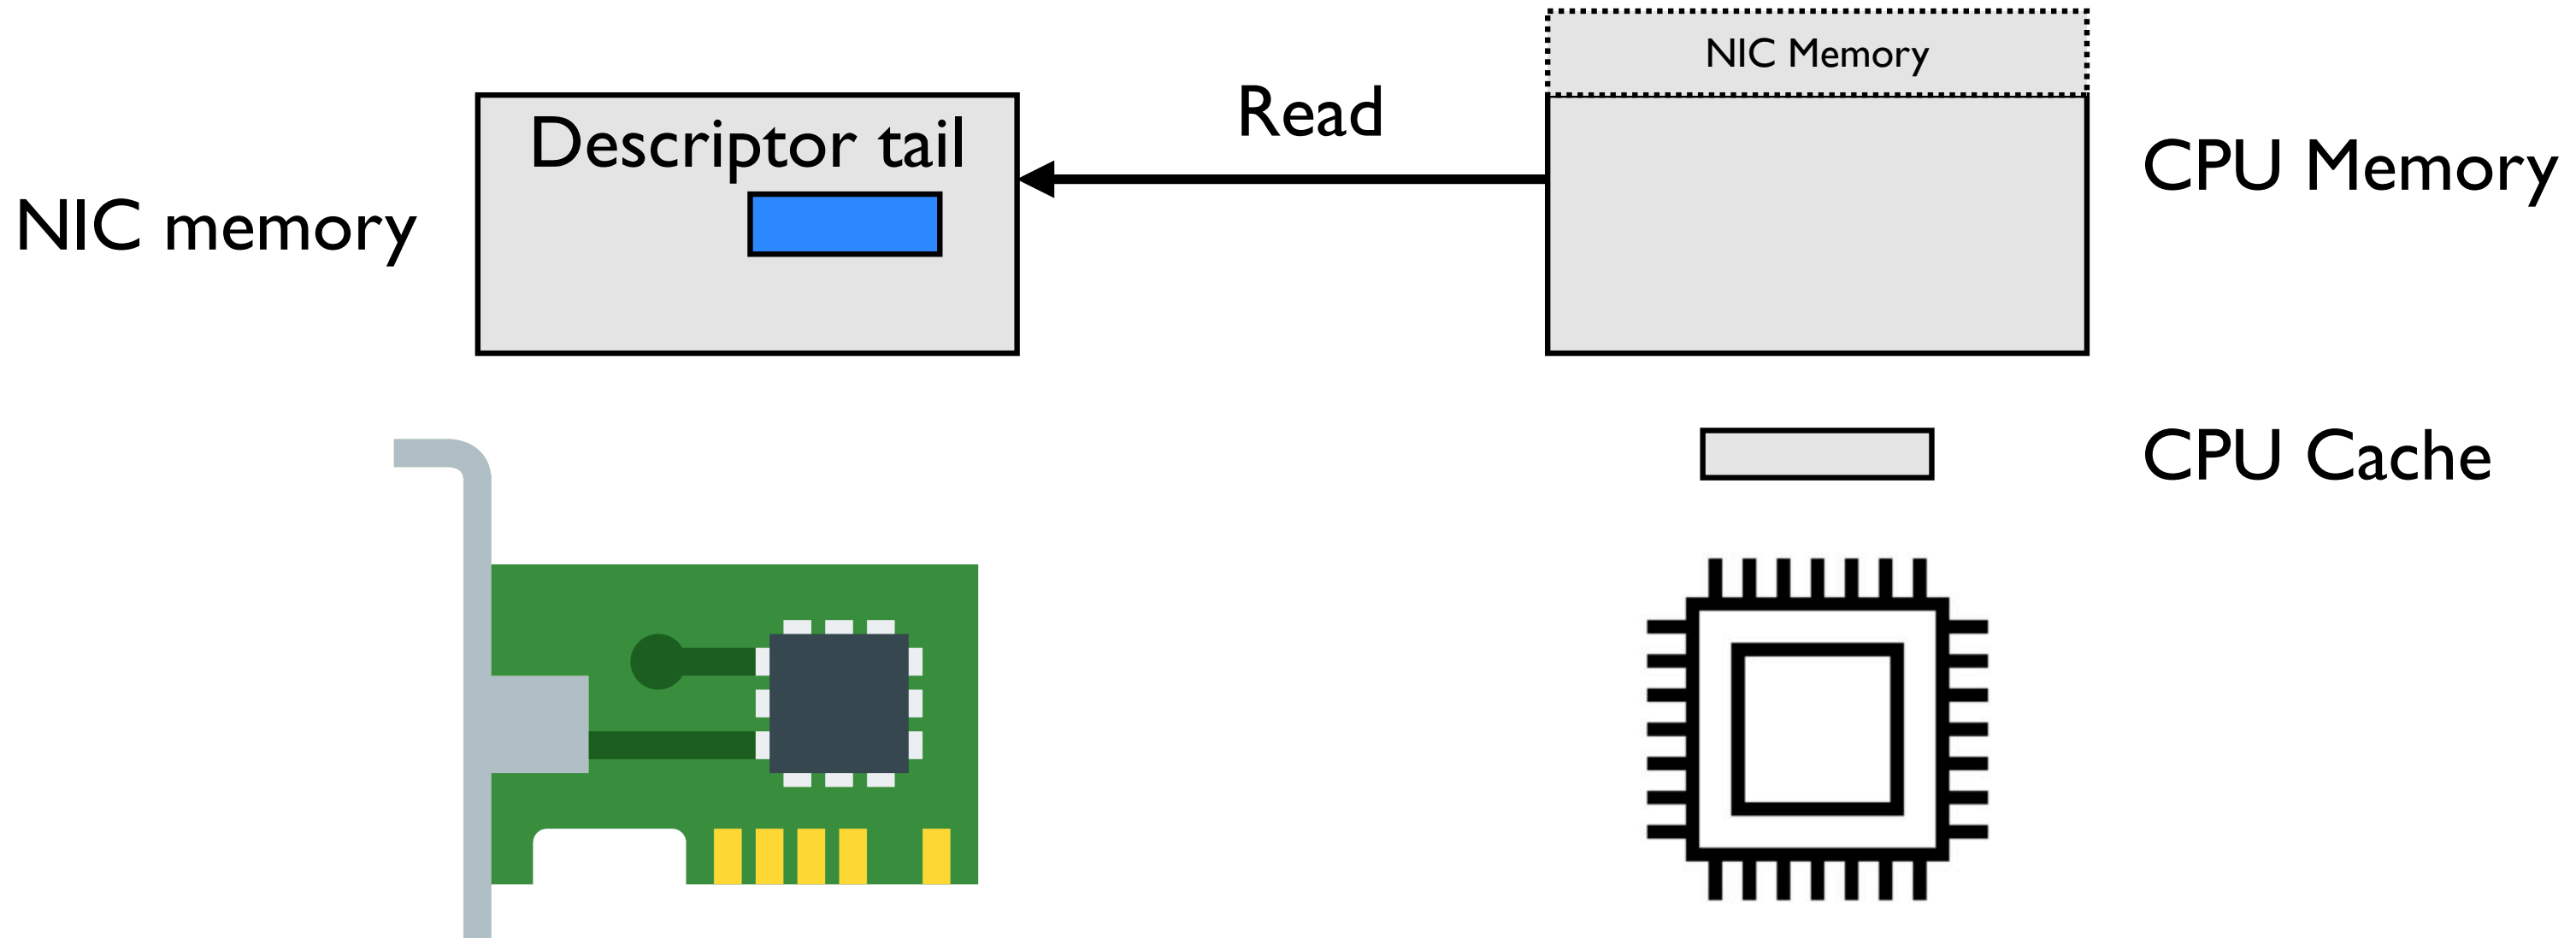 NIC Memory
Read
Descriptor tail
CPU Memory
NIC memory
CPU Cache